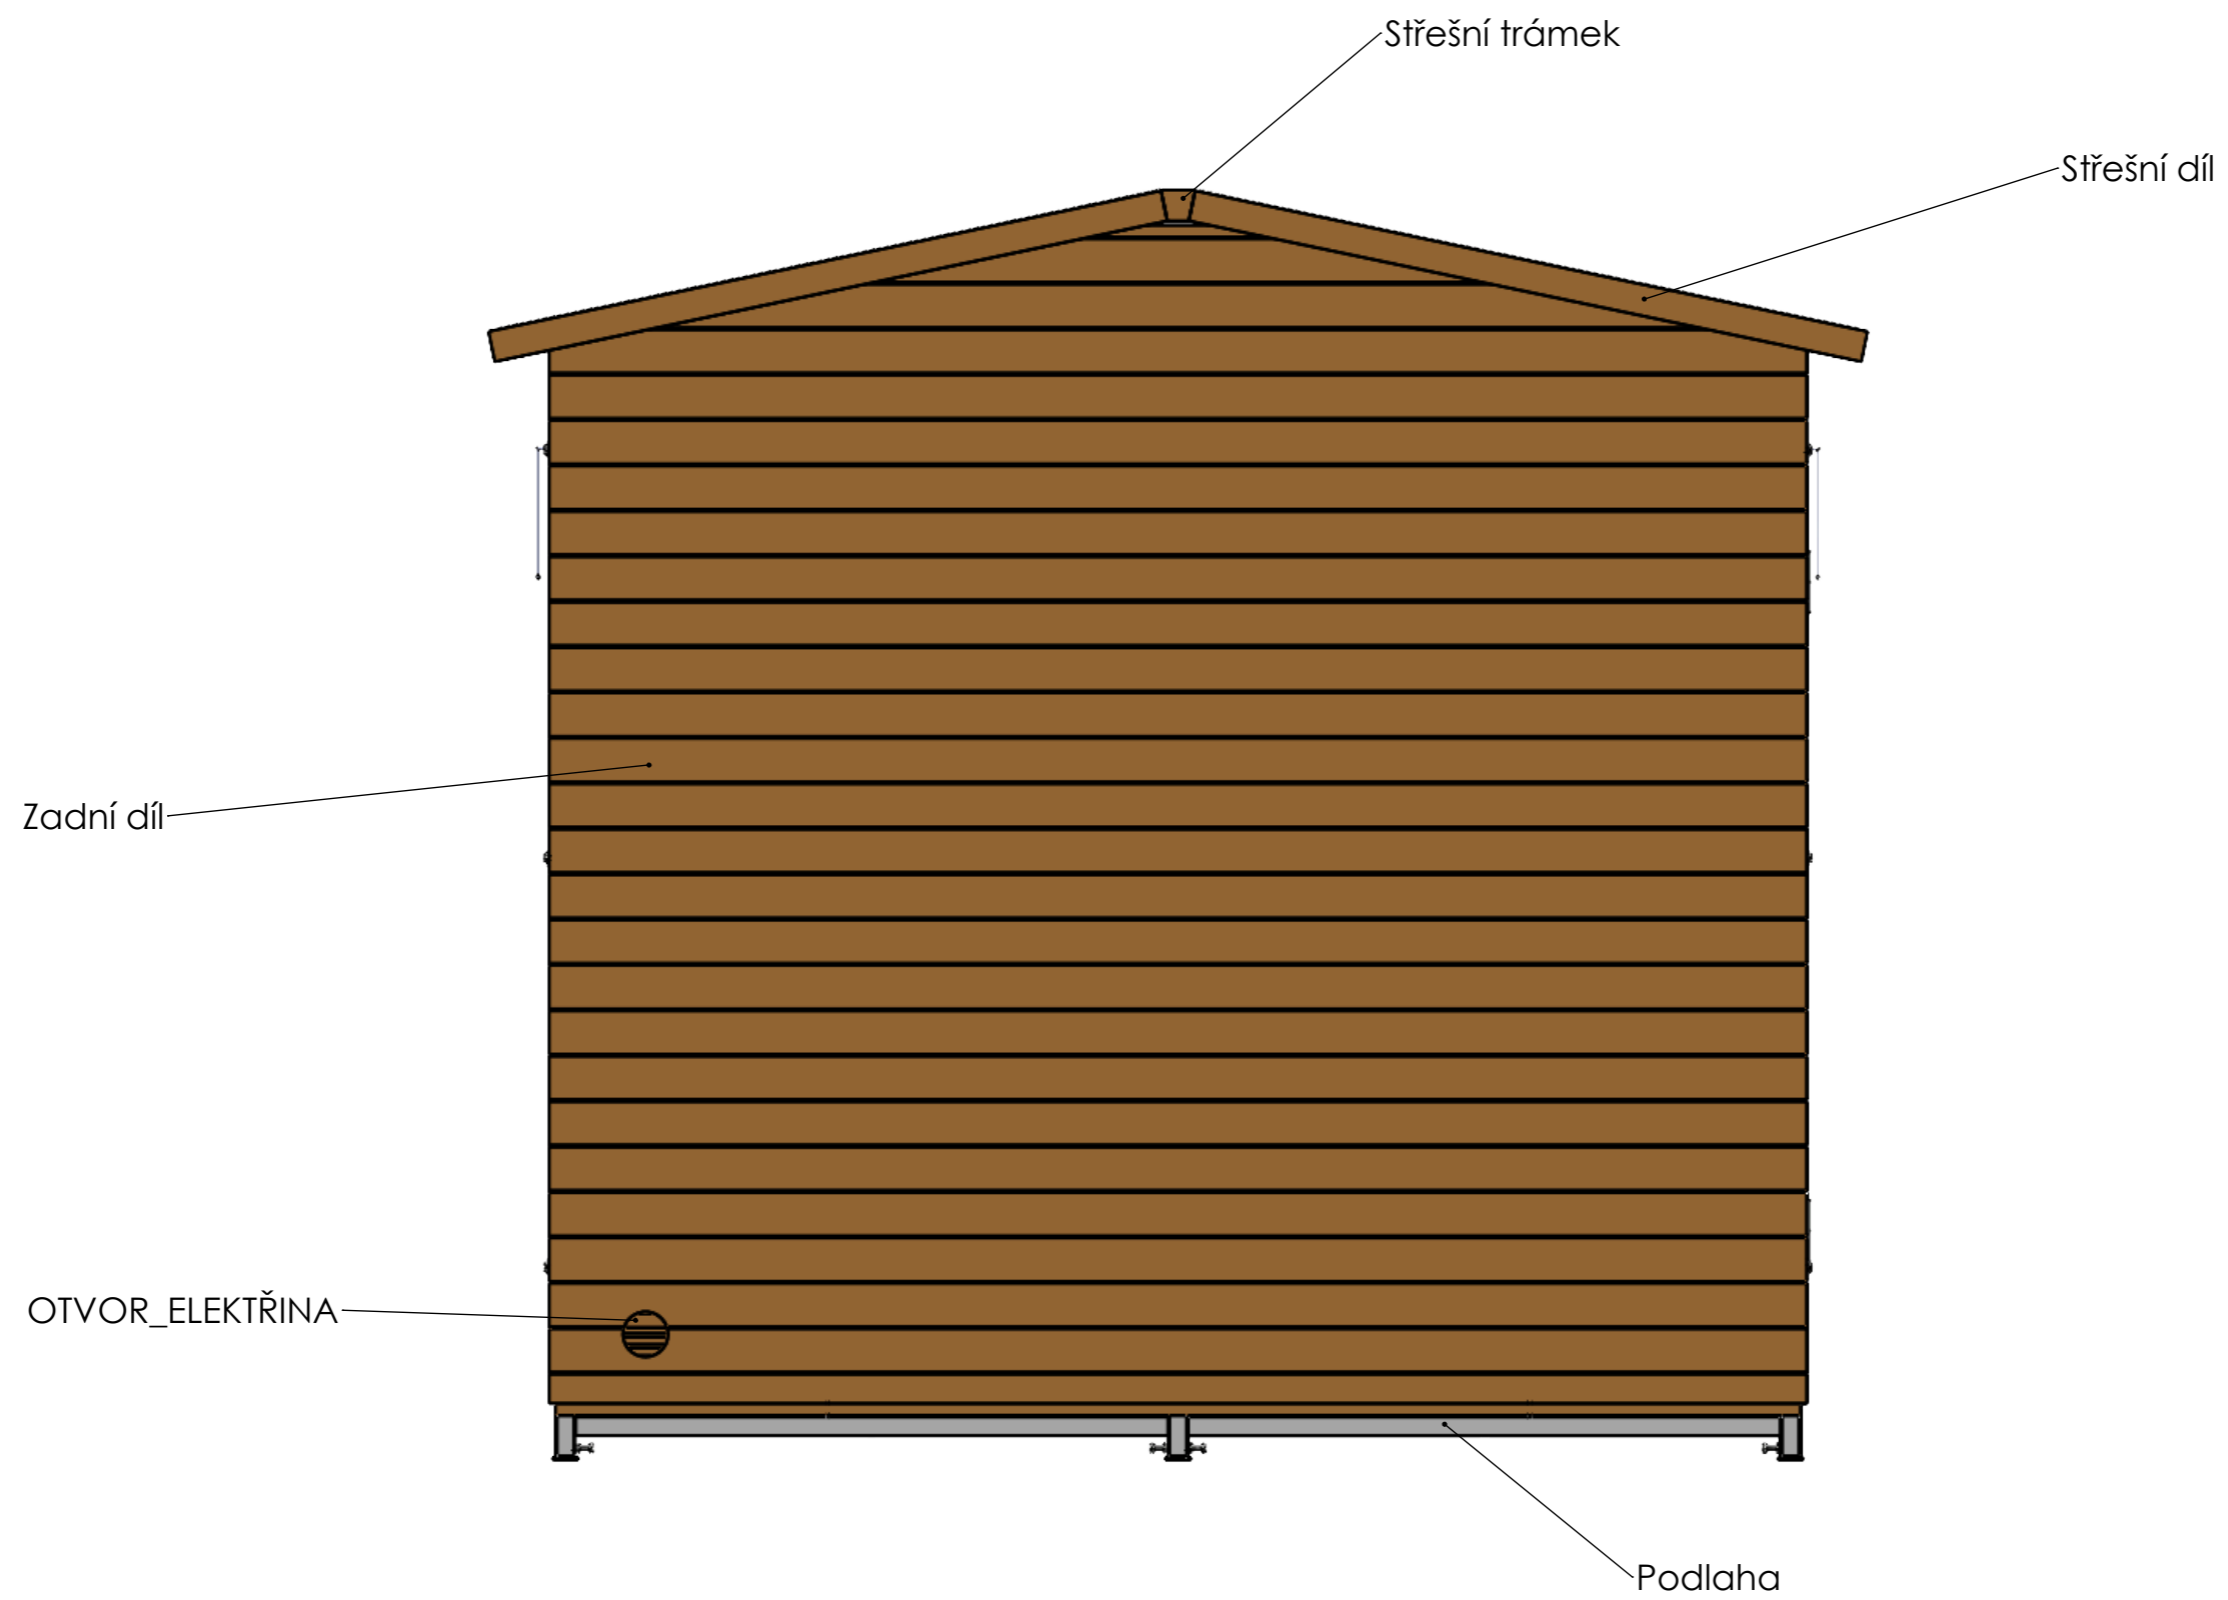 Střešní trámek
Střešní díl
Zadní díl
OTVOR_ELEKTŘINA
Podlaha